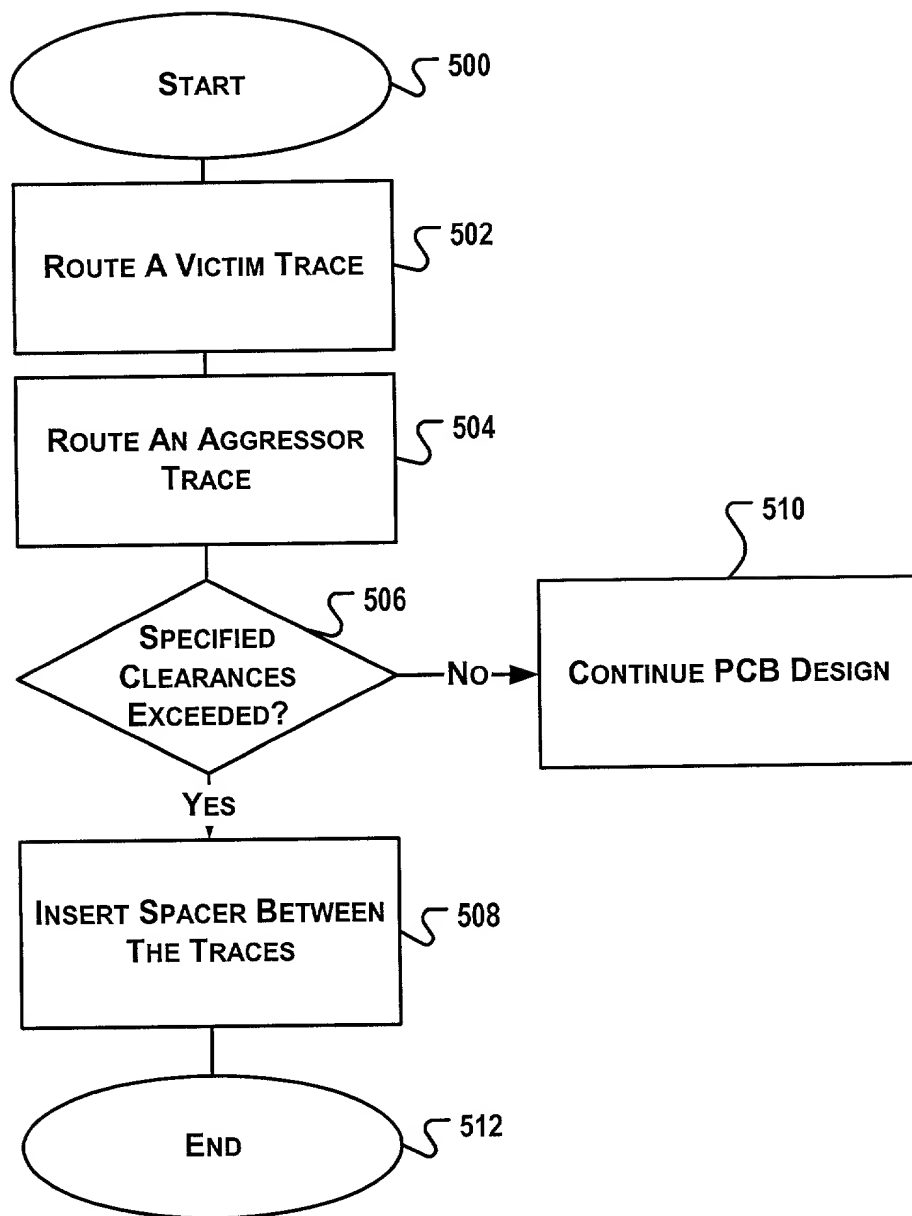 START
500
ROUTE A VICTIM TRACE
502
ROUTE AN AGGRESSOR
TRACE
504
SPECIFIED
CLEARANCES
EXCEEDED?
506
NO
CONTINUE PCB DESIGN
510
YES
INSERT SPACER BETWEEN
THE TRACES
508
END
512